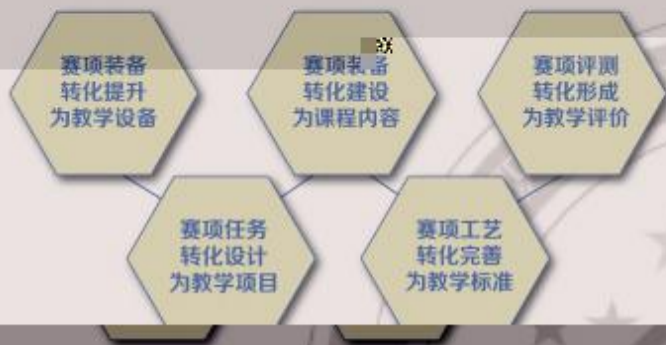 赛项装备
转化提升
为教学设备
赛项装备
转化建设
为课程内容
赛项评测
转化形成
为教学评价
赛项任务
转化设计
为教学项目
赛项工艺
转化完善
为教学标准